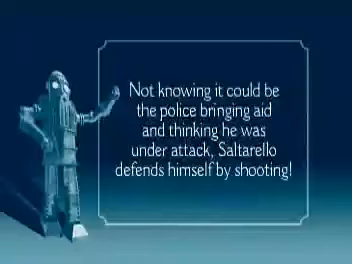 Not knowing it could be
the police bringing aid
and thinking he was
under attack, Saltarello
defends himself by shooting!